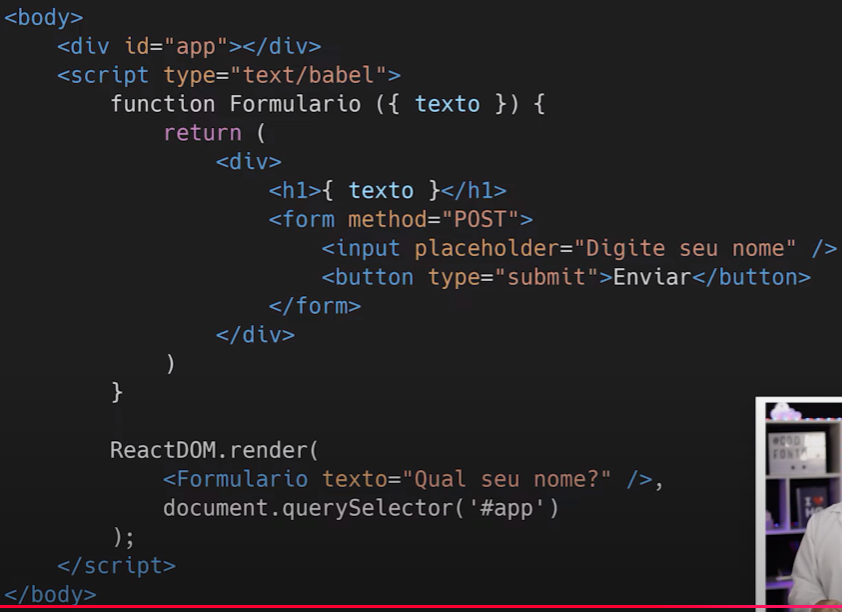 <body>
    <div id="app"></div>
    <script type="text/babel">
        function Formulario ({ texto }) {
            return (
                <div>
                    <h1>{ texto }</h1>
                    <form method="POST">
                        <input placeholder="Digite seu nome" />
                        <button type="submit">Enviar</button>
                    </form>
                </div>
            )
        }

        ReactDOM.render(
            <Formulario texto="Qual seu nome?" />,
            document.querySelector('#app')
        );
    </script>
</body>